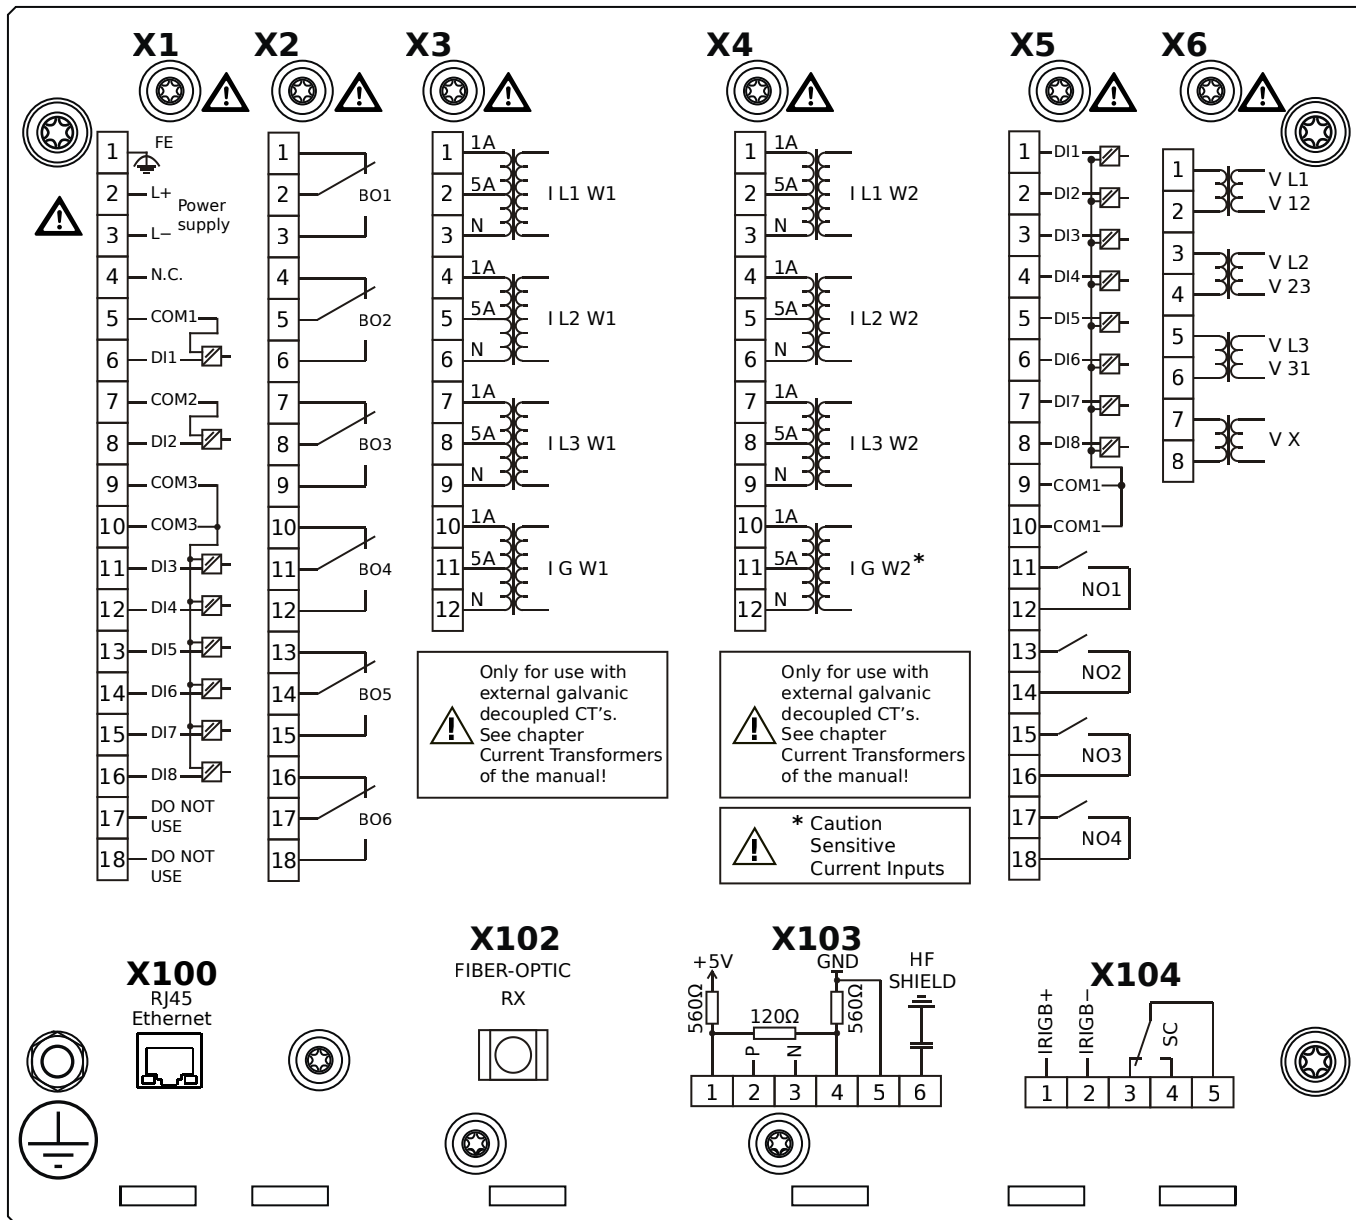 X1
1 FE
2 L+ Power supply
3 L−
4 N.C.
5 COM1
6 DI1
7 COM2
8 DI2
9 COM3
10 COM3
11 DI3
12 DI4
13 DI5
14 DI6
15 DI7
16 DI8
17 DO NOT USE
18 DO NOT USE
X2
1
2 BO1
3
4
5 BO2
6
7
8 BO3
9
10
11 BO4
12
13
14 BO5
15
16
17 BO6
18
X3
1 1A
2 5A I L1 W1
3 N
4 1A
5 5A I L2 W1
6 N
7 1A
8 5A I L3 W1
9 N
10 1A
11 5A I G W1
12 N
Only for use with
external galvanic
decoupled CT's.
See chapter
Current Transformers
of the manual!
X4
1 1A
2 5A I L1 W2
3 N
4 1A
5 5A I L2 W2
6 N
7 1A
8 5A I L3 W2
9 N
10 1A
11 5A I G W2*
12 N
Only for use with
external galvanic
decoupled CT's.
See chapter
Current Transformers
of the manual!
* Caution
Sensitive
Current Inputs
X5
1 DI1
2 DI2
3 DI3
4 DI4
5 DI5
6 DI6
7 DI7
8 DI8
9 COM1
10 COM1
11
NO1
12
13
NO2
14
15
NO3
16
17
NO4
18
X6
1 V L1
2 V 12
3 V L2
4 V 23
5 V L3
6 V 31
7
V X
8
X100
RJ45
Ethernet
X102
FIBER-OPTIC
RX
X103
+5V GND HF
SHIELD
560Ω 120Ω 560Ω
P N
1 2 3 4 5 6
X104
IRIGB+ IRIGB− SC
1 2 3 4 5